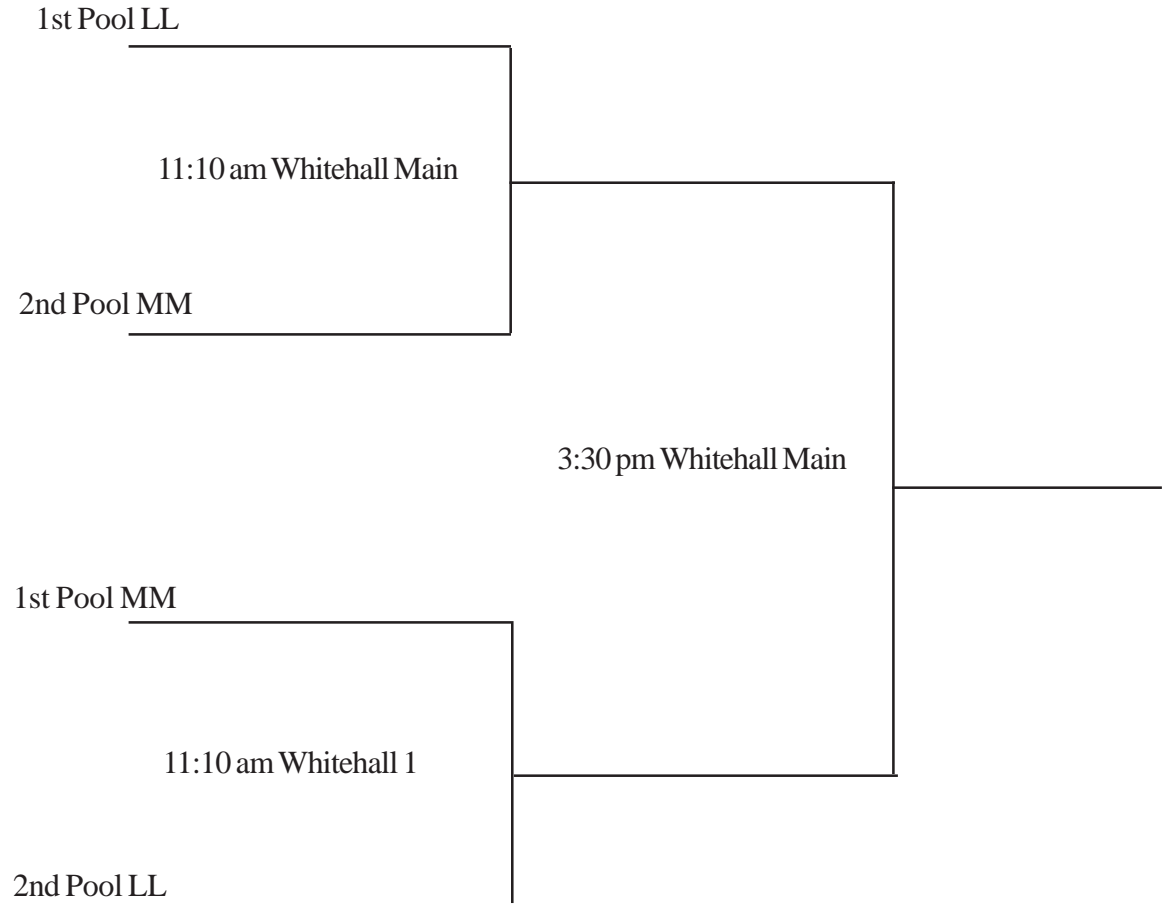 1st Pool LL
11:10 am Whitehall Main
2nd Pool MM
3:30 pm Whitehall Main
1st Pool MM
11:10 am Whitehall 1
2nd Pool LL